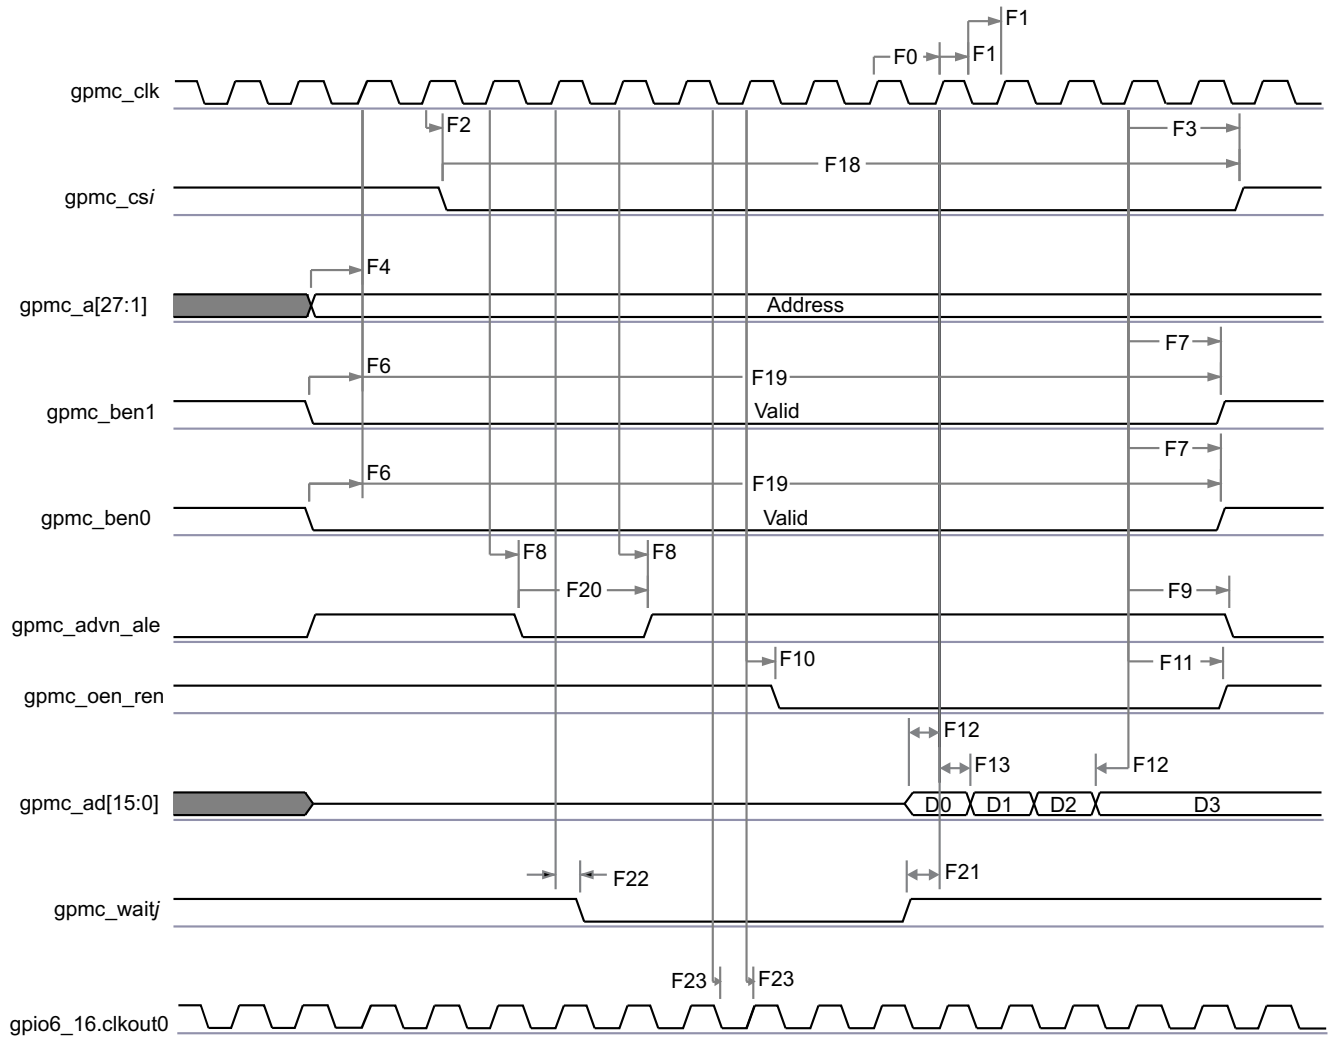 F1
F0
F1
gpmc_clk
F2
F3
F18
gpmc_csi
F4
gpmc_a[27:1]
Address
F7
F6
F19
gpmc_ben1
Valid
F7
F6
F19
gpmc_ben0
Valid
F8
F8
F20
F9
gpmc_advn_ale
F10
F11
gpmc_oen_ren
F12
F13
F12
gpmc_ad[15:0]
D0
D1
D2
D3
F22
F21
gpmc_waitj
F23
F23
gpio6_16.clkout0